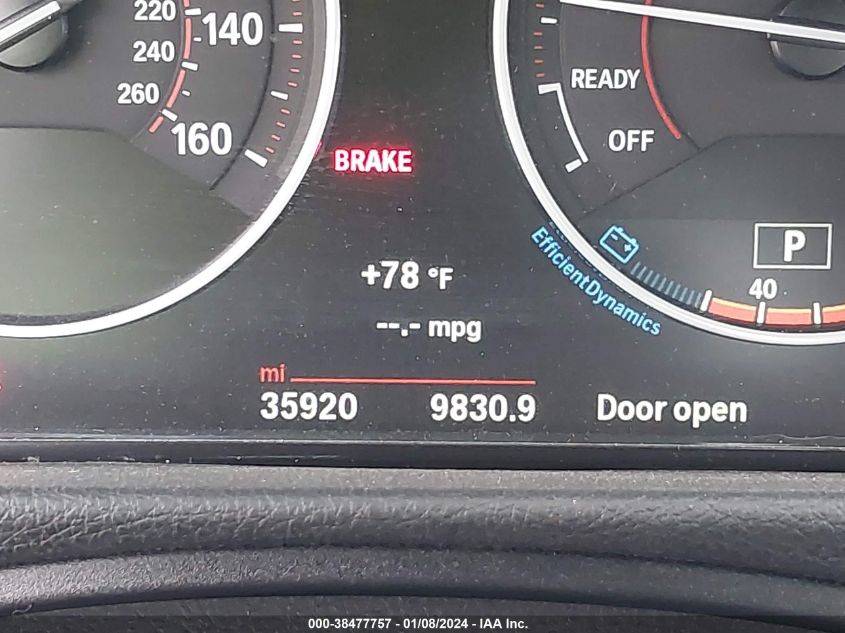 220
240
260
140
160
BRAKE
READY
OFF
P
EfficientDynamics
40
+78 °F
--.- mpg
mi
35920 9830.9 Door open
000-38477757 - 01/08/2024 - IAA Inc.